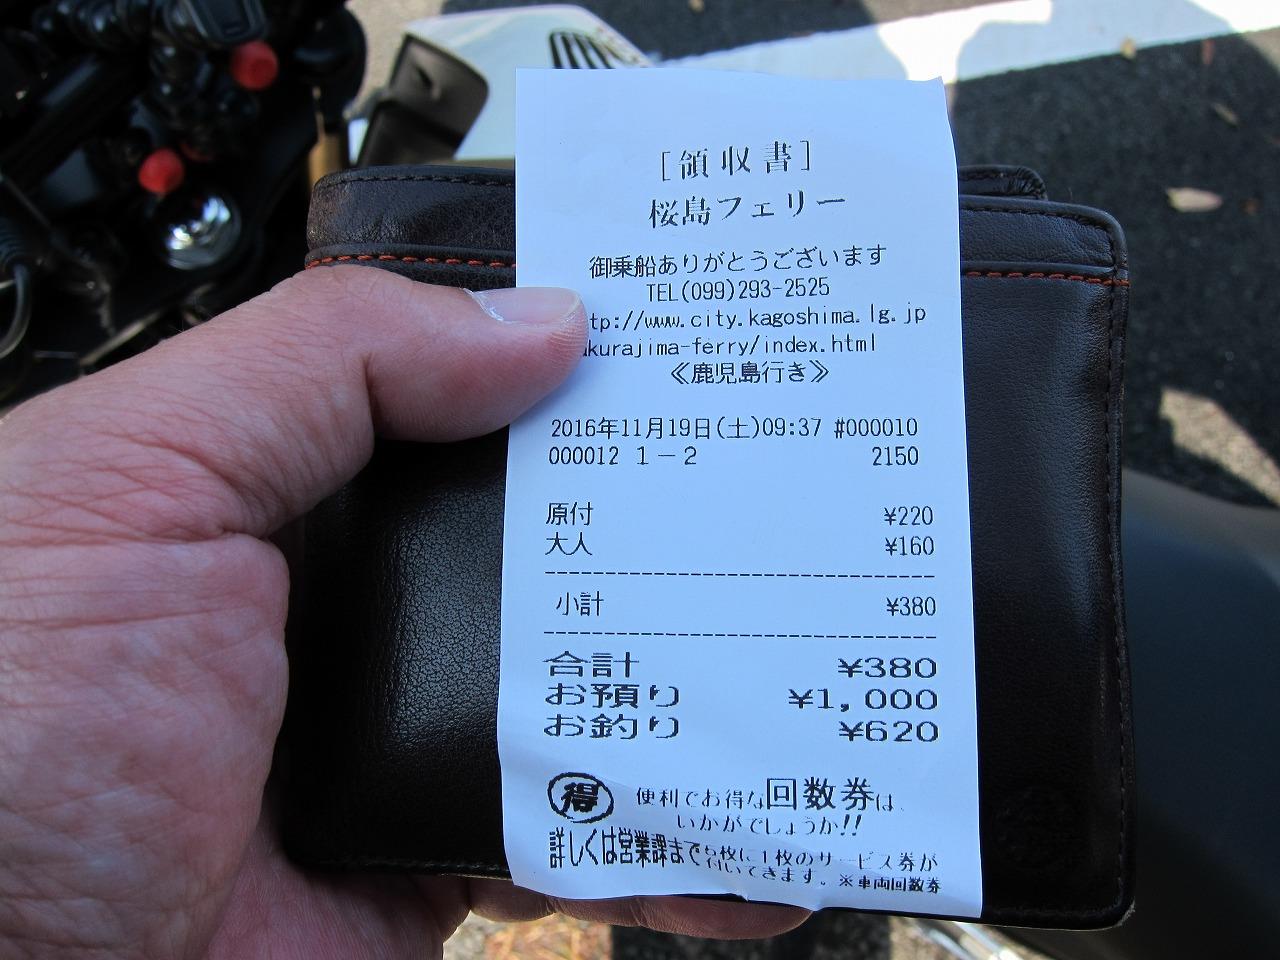 [領収書]
桜島フェリー
御乗船ありがとうございます
TEL(099)293-2525
tp://www.city.kagoshima.lg.jp
akurajima-ferry/index.html
≪鹿児島行き≫
2016年11月19日(土)09:37 #000010
000012 1－2 2150
原付 ¥220
大人 ¥160
小計 ¥380
合計 ¥380
お預り ¥1,000
お釣り ¥620
得 便利でお得な回数券は、
いかがでしょうか!!
詳しくは営業課まで 6枚に1枚のサービス券が
付いてきます。※車両回数券